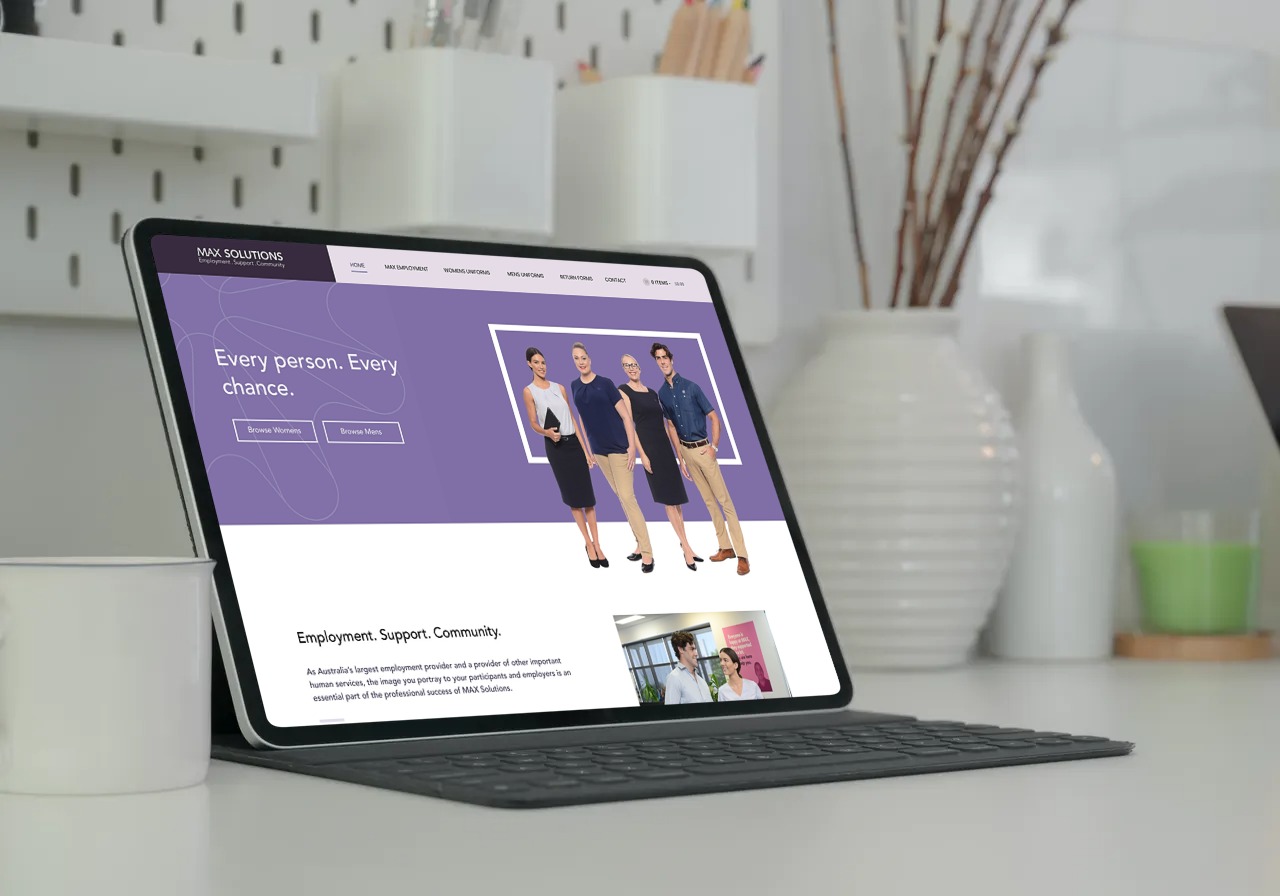 MAX SOLUTIONS
Employment . Support . Community
HOME
MAX EMPLOYMENT
WOMENS UNIFORMS
MENS UNIFORMS
RETURN FORMS
CONTACT
0 ITEMS -
Every person. Every
chance.
Browse Womens
Browse Mens
Employment. Support. Community.
As Australia's largest employment provider and a provider of other important
human services, the image you portray to your participants and employers is an
essential part of the professional success of MAX Solutions.